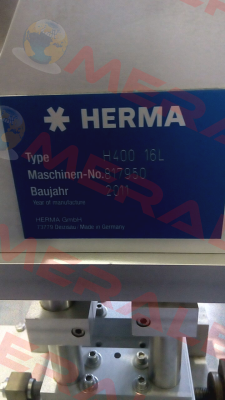 HERMA
Type H400 16L
Maschinen-No. 617950
Baujahr 2011
Year of manufacture
HERMA GmbH
Made in Germany